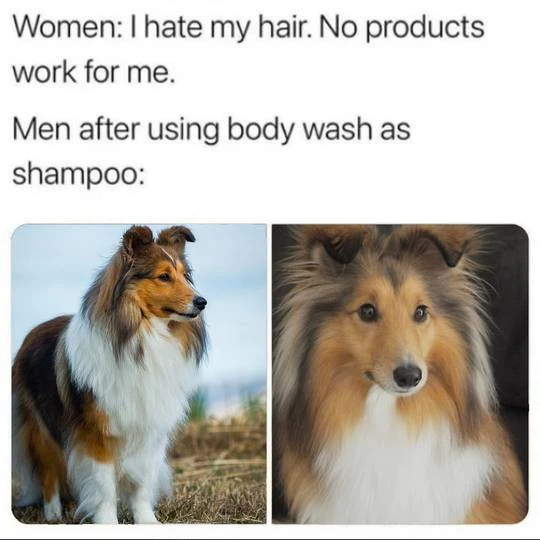 Women: I hate my hair. No products
work for me.
Men after using body wash as
shampoo: